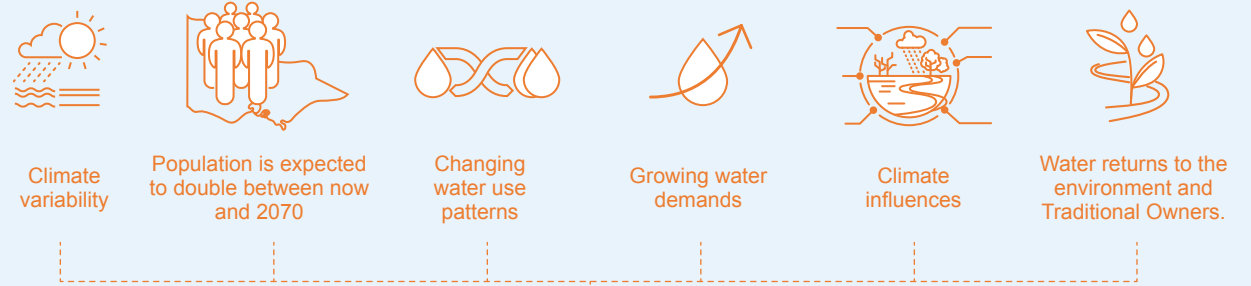 Climate
variability
Population is expected
to double between now
and 2070
Changing
water use
patterns
Growing water
demands
Climate
influences
Water returns to the
environment and
Traditional Owners.